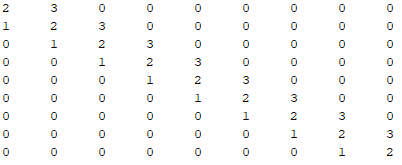 2 3 0 0 0 0 0 0 0
1 2 3 0 0 0 0 0 0
0 1 2 3 0 0 0 0 0
0 0 1 2 3 0 0 0 0
0 0 0 1 2 3 0 0 0
0 0 0 0 1 2 3 0 0
0 0 0 0 0 1 2 3 0
0 0 0 0 0 0 1 2 3
0 0 0 0 0 0 0 1 2